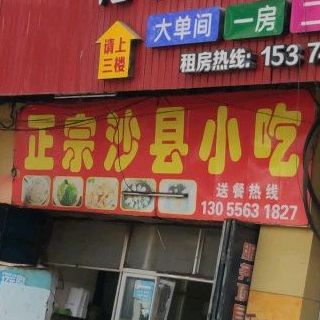 大单间 一房
请上
三楼
租房热线: 153
正宗沙县小吃
送餐热线
130 5563 1827